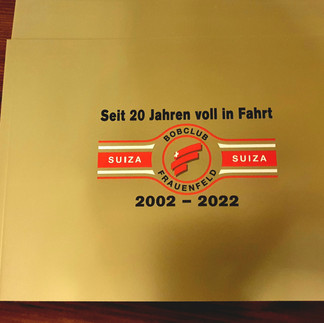 Seit 20 Jahren voll in Fahrt
BOBCLUB
SUIZA SUIZA
FRAUENFELD
2002 – 2022